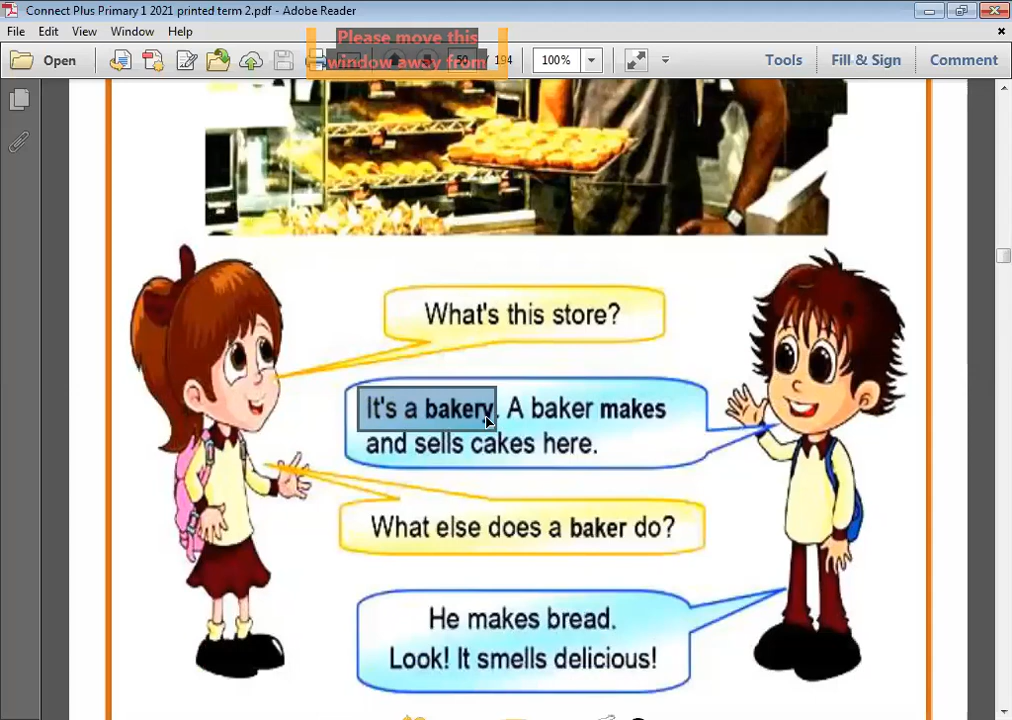 Connect Plus Primary 1 2021 printed term 2.pdf - Adobe Reader
File Edit View Window Help
Please move this
window away from
Open 50 / 194 100% Tools Fill & Sign Comment
What's this store?
It's a bakery. A baker makes
and sells cakes here.
What else does a baker do?
He makes bread.
Look! It smells delicious!